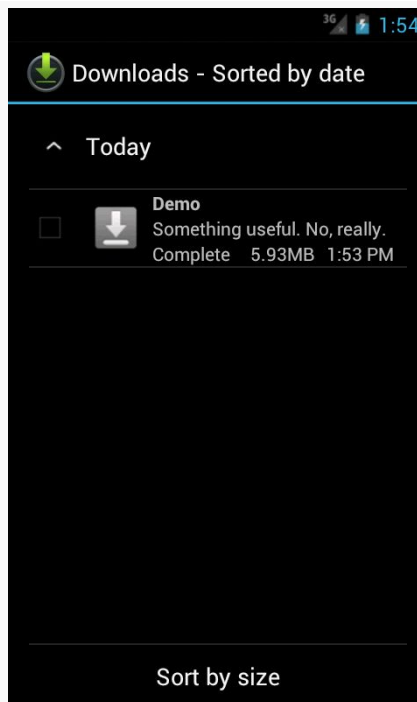 3G 1:54
Downloads - Sorted by date
Today
Demo
Something useful. No, really.
Complete 5.93MB 1:53 PM
Sort by size